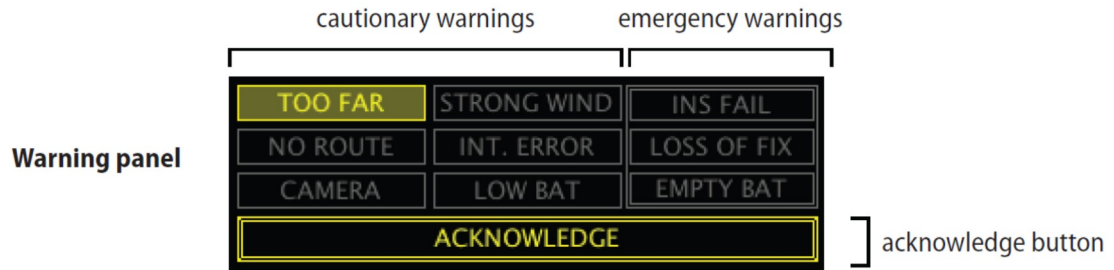 cautionary warnings emergency warnings
TOO FAR STRONG WIND INS FAIL
NO ROUTE INT. ERROR LOSS OF FIX
Warning panel
CAMERA LOW BAT EMPTY BAT
ACKNOWLEDGE
acknowledge button